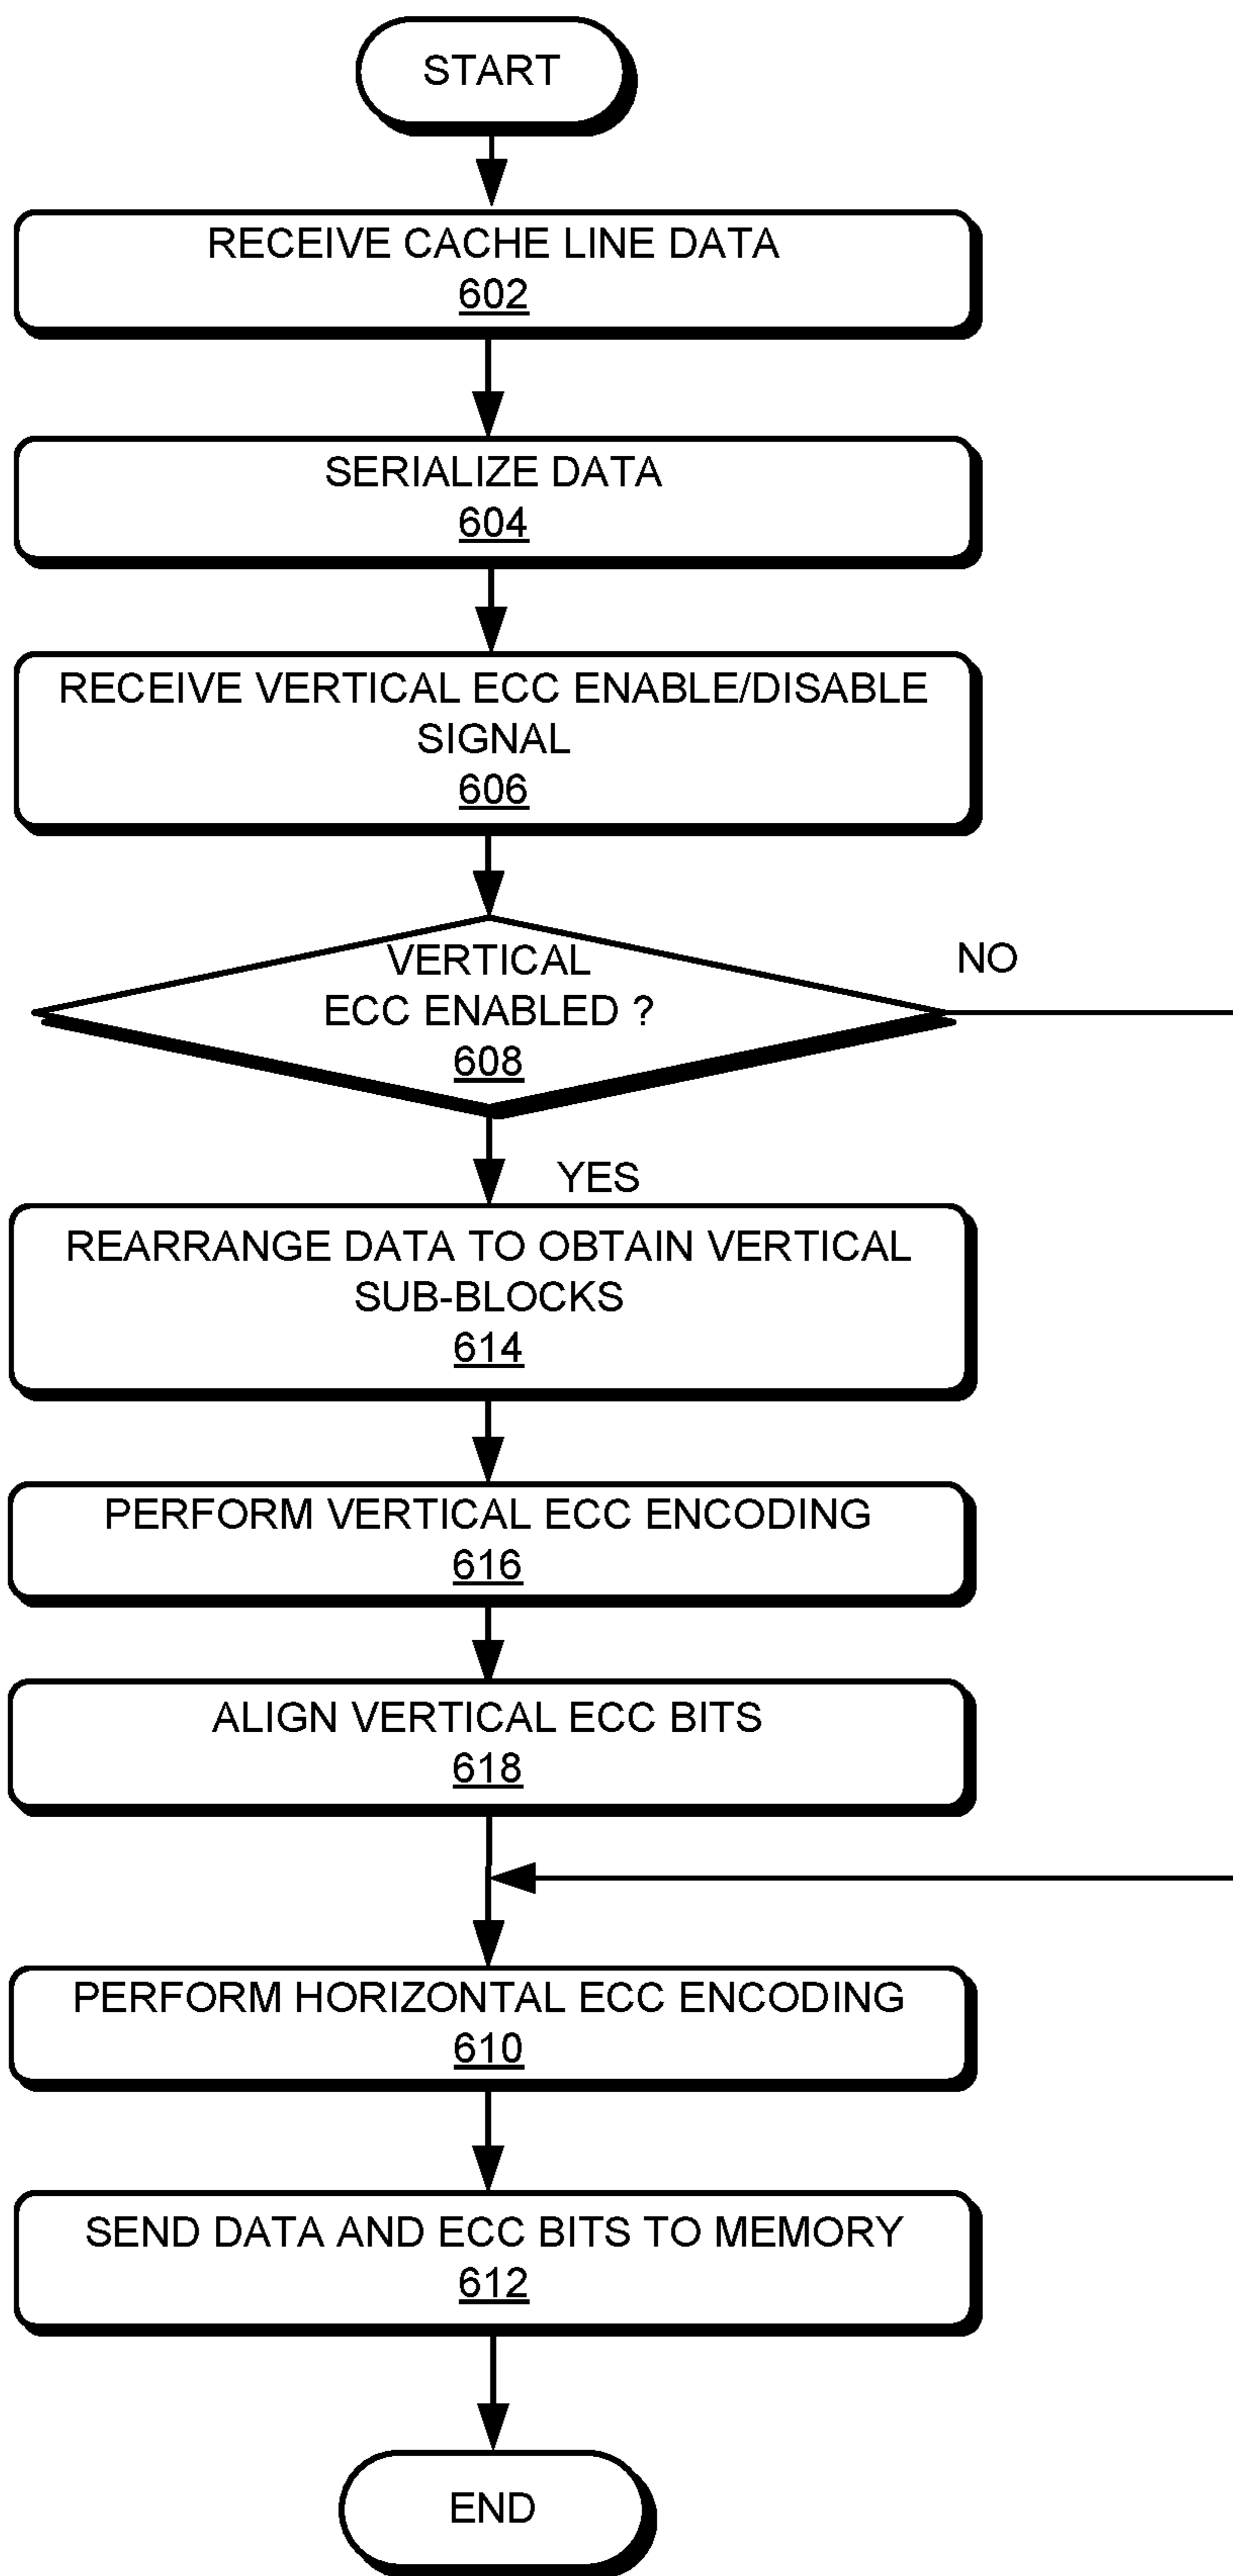 START
RECEIVE CACHE LINE DATA
602
SERIALIZE DATA
604
RECEIVE VERTICAL ECC ENABLE/DISABLE
SIGNAL
606
VERTICAL
ECC ENABLED ?
608
NO
YES
REARRANGE DATA TO OBTAIN VERTICAL
SUB-BLOCKS
614
PERFORM VERTICAL ECC ENCODING
616
ALIGN VERTICAL ECC BITS
618
PERFORM HORIZONTAL ECC ENCODING
610
SEND DATA AND ECC BITS TO MEMORY
612
END